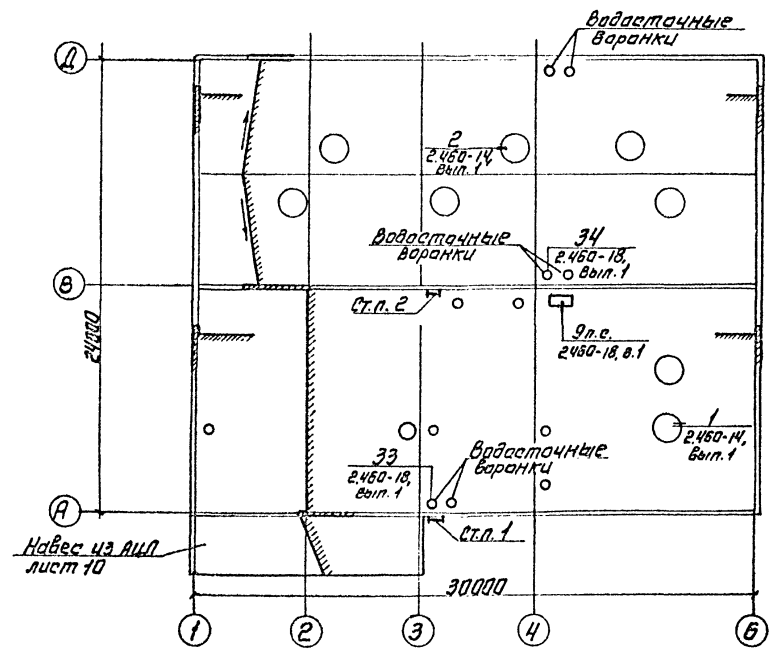 Водосточные
воронки
Д
2
2.460-14,
Вып. 1
Водосточные
воронки
34
2.460-18,
Вып. 1
В
Ст.п. 2
9п.с.
2.460-18, в.1
24000
1
2.460-14,
Вып. 1
33
2.460-18,
Вып. 1
Водосточные
воронки
А
Ст.п. 1
Навес из АЦЛ
лист 10
30000
1
2
3
4
6